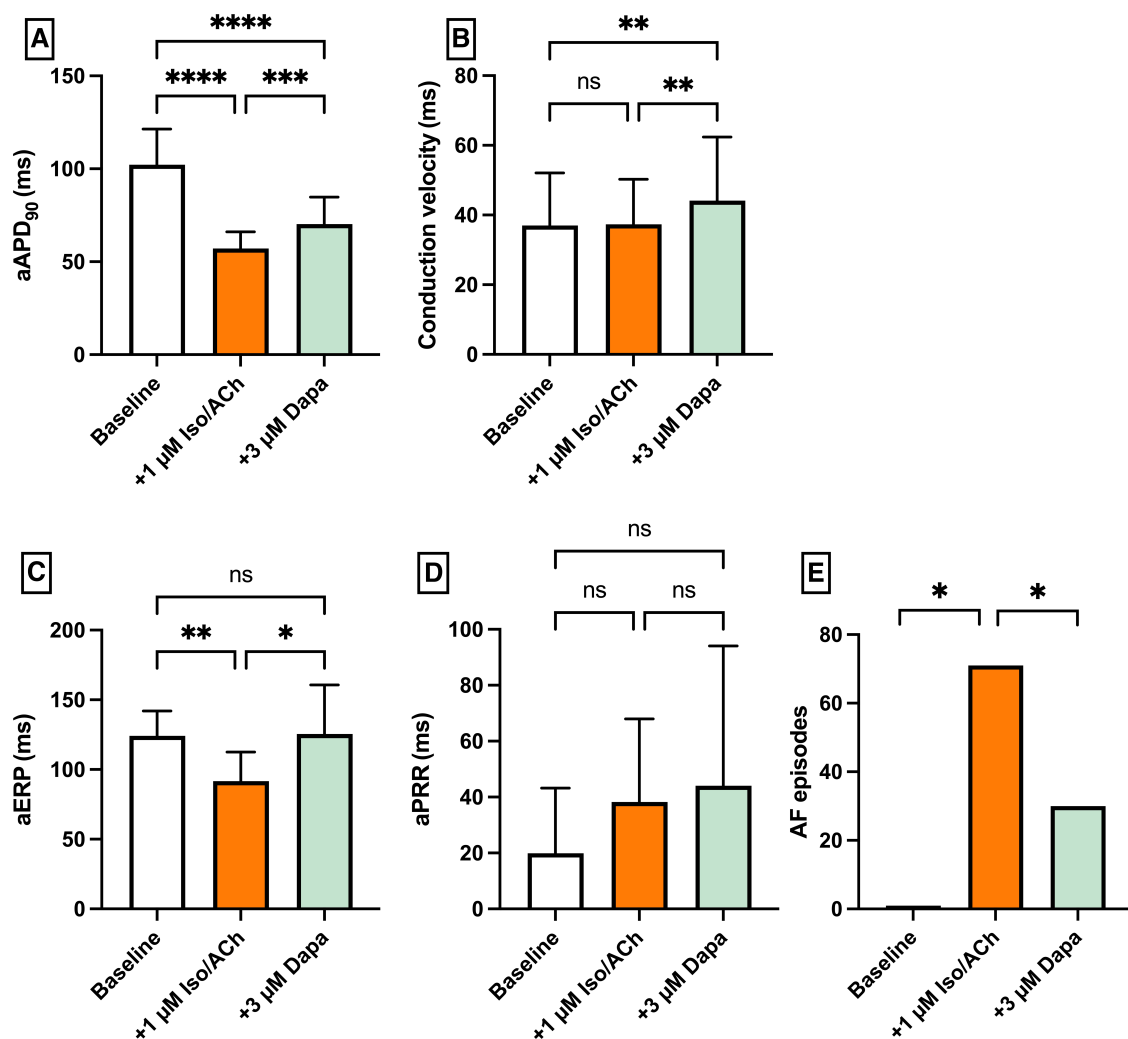 A
****
****
***
aAPD90 (ms)
150
100
50
0
Baseline
+1 µM Iso/ACh
+3 µM Dapa
B
**
ns
**
Conduction velocity (ms)
80
60
40
20
0
Baseline
+1 µM Iso/ACh
+3 µM Dapa
C
ns
**
*
aERP (ms)
200
150
100
50
0
Baseline
+1 µM Iso/ACh
+3 µM Dapa
D
ns
ns
ns
aPRR (ms)
100
80
60
40
20
0
Baseline
+1 µM Iso/ACh
+3 µM Dapa
E
*
*
AF episodes
80
60
40
20
0
Baseline
+1 µM Iso/ACh
+3 µM Dapa